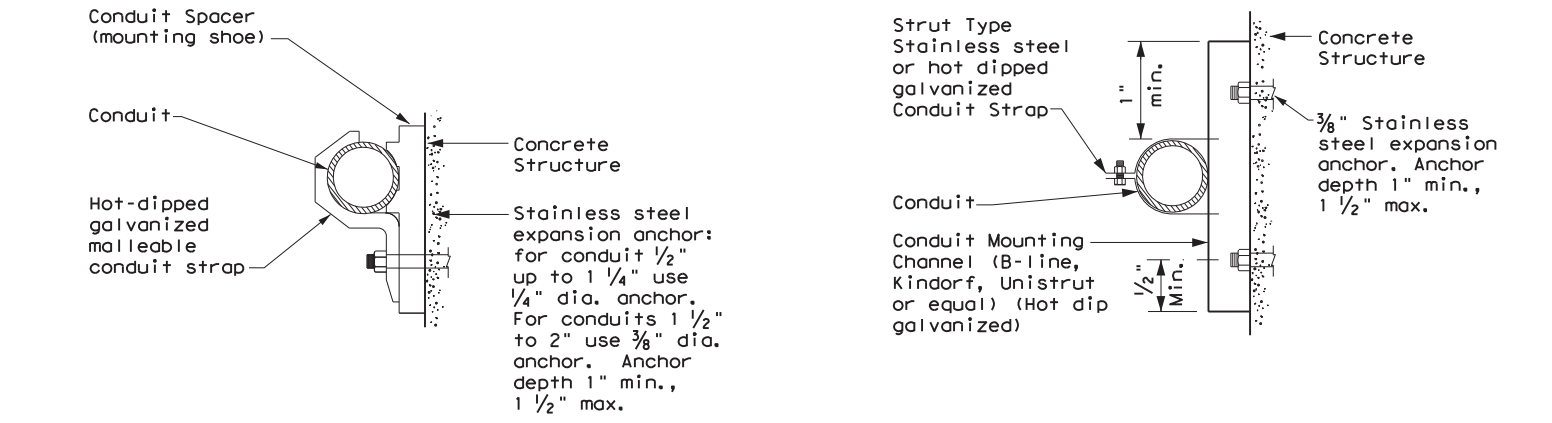 Conduit Spacer
(mounting shoe)
Conduit
Hot-dipped
galvanized
malleable
conduit strap
Concrete
Structure
Stainless steel
expansion anchor:
for conduit 1/2"
up to 1 1/4" use
1/4" dia. anchor.
For conduits 1 1/2"
to 2" use 3/8" dia.
anchor. Anchor
depth 1" min.,
1 1/2" max.
Strut Type
Stainless steel
or hot dipped
galvanized
Conduit Strap
1"
min.
Conduit
Conduit Mounting
Channel (B-line,
Kindorf, Unistrut
or equal) (Hot dip
galvanized)
1/2"
Min.
Concrete
Structure
3/8" Stainless
steel expansion
anchor. Anchor
depth 1" min.,
1 1/2" max.